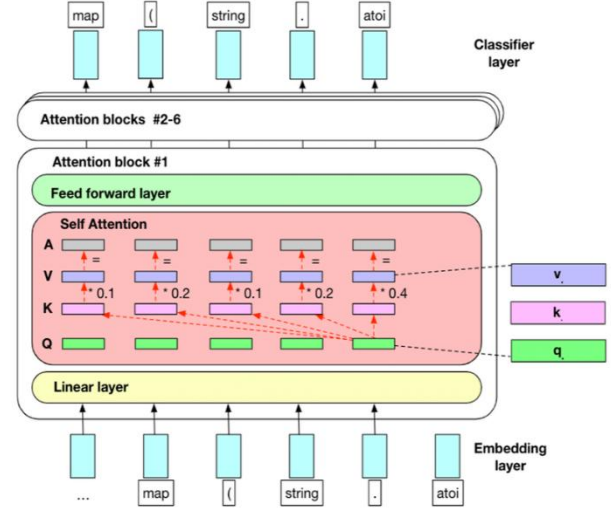 map ( string . atoi
Classifier
layer
Attention blocks #2-6
Attention block #1
Feed forward layer
Self Attention
A
= = = = =
V
v.
* 0.1 * 0.2 * 0.1 * 0.2 * 0.4
K
k.
Q
q.
Linear layer
Embedding
layer
... map ( string . atoi